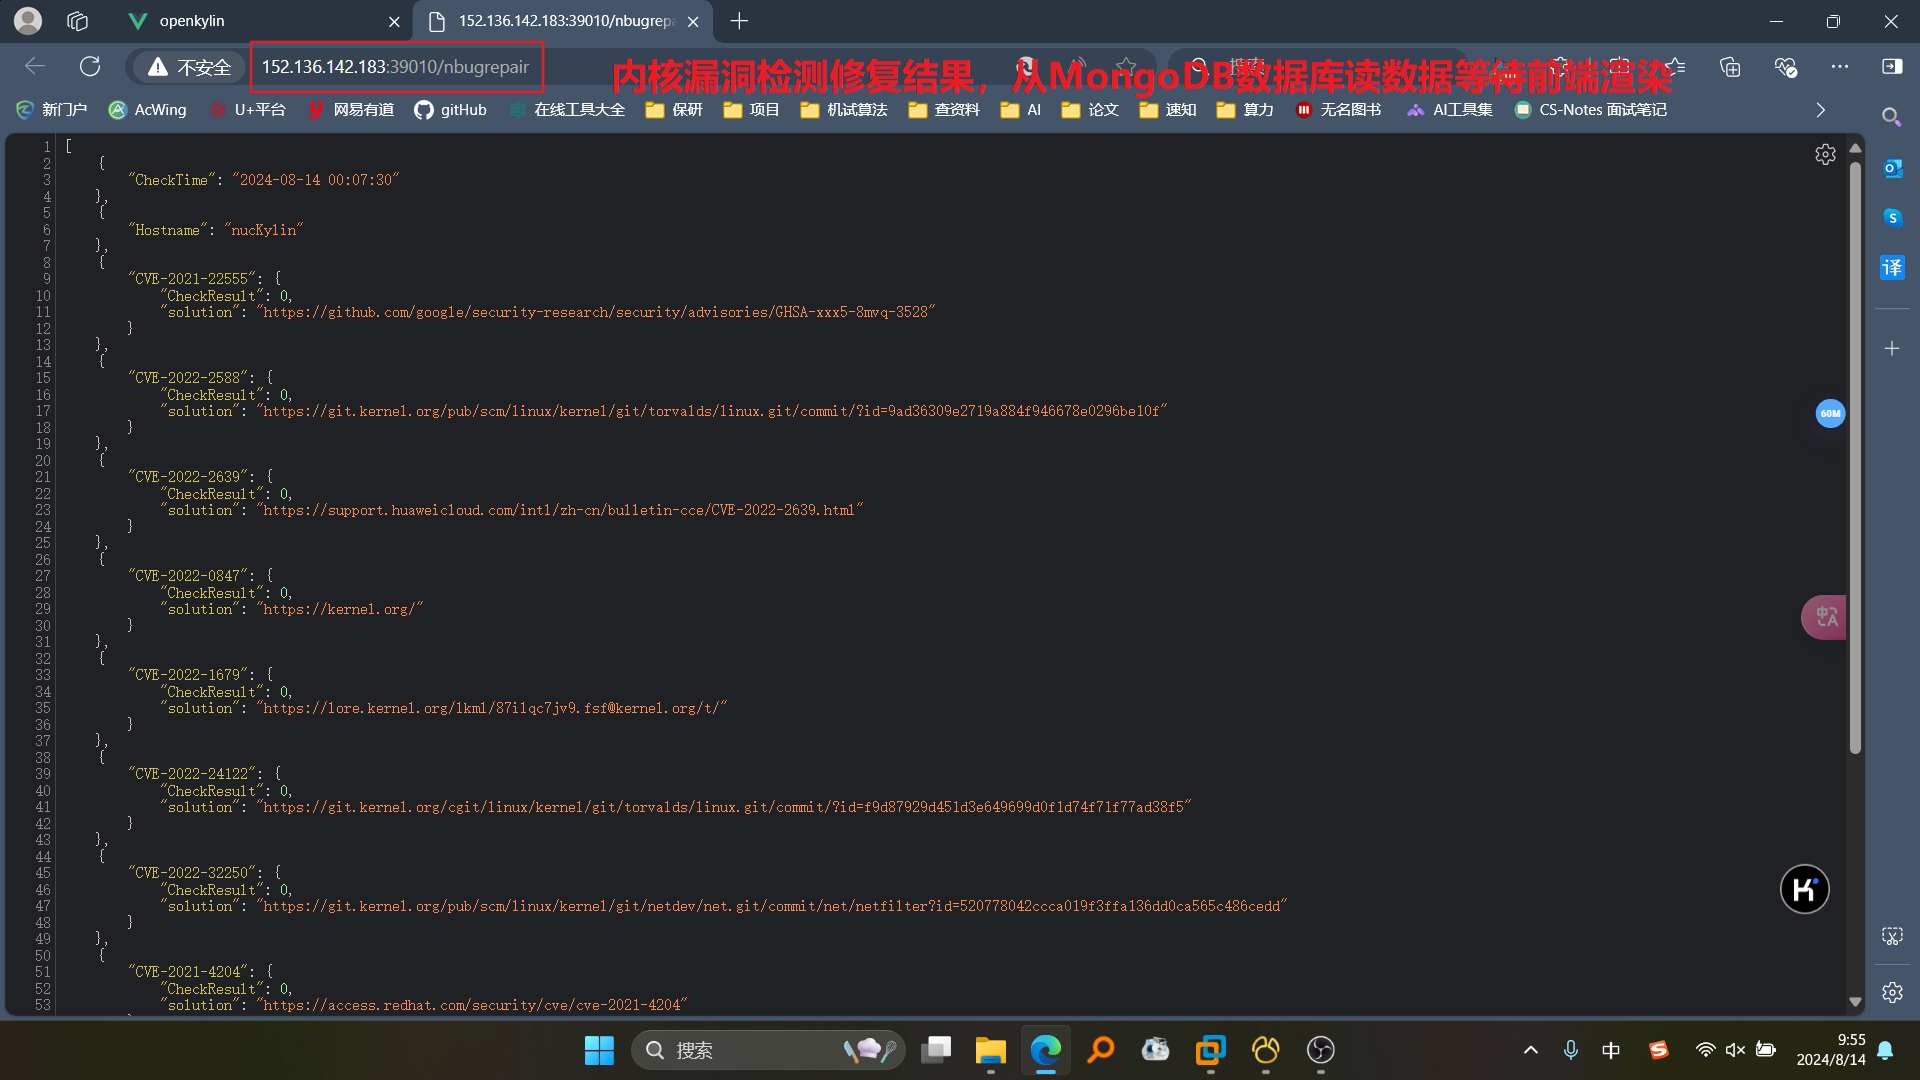 openkylin
152.136.142.183:39010/nbugrepa
不安全
152.136.142.183:39010/nbugrepair
内核漏洞检测修复结果，从MongoDB数据库读数据等待前端渲染
新门户
AcWing
U+平台
网易有道
gitHub
在线工具大全
保研
项目
机试算法
查资料
AI
论文
速知
算力
无名图书
AI工具集
CS-Notes 面试笔记
1 [
2 {
3 "CheckTime": "2024-08-14 00:07:30"
4 },
5 {
6 "Hostname": "nucKylin"
7 },
8 {
9 "CVE-2021-22555": {
10 "CheckResult": 0,
11 "solution": "https://github.com/google/security-research/security/advisories/GHSA-xxx5-8mvq-3528"
12 }
13 },
14 {
15 "CVE-2022-2588": {
16 "CheckResult": 0,
17 "solution": "https://git.kernel.org/pub/scm/linux/kernel/git/torvalds/linux.git/commit/?id=9ad36309e2719a884f946678e0296be10f"
18 }
19 },
20 {
21 "CVE-2022-2639": {
22 "CheckResult": 0,
23 "solution": "https://support.huaweicloud.com/intl/zh-cn/bulletin-cce/CVE-2022-2639.html"
24 }
25 },
26 {
27 "CVE-2022-0847": {
28 "CheckResult": 0,
29 "solution": "https://kernel.org/"
30 }
31 },
32 {
33 "CVE-2022-1679": {
34 "CheckResult": 0,
35 "solution": "https://lore.kernel.org/lkml/87ilqc7jv9.fsf@kernel.org/t/"
36 }
37 },
38 {
39 "CVE-2022-24122": {
40 "CheckResult": 0,
41 "solution": "https://git.kernel.org/cgit/linux/kernel/git/torvalds/linux.git/commit/?id=f9d87929d451d3e649699d0f1d74f71f77ad38f5"
42 }
43 },
44 {
45 "CVE-2022-32250": {
46 "CheckResult": 0,
47 "solution": "https://git.kernel.org/pub/scm/linux/kernel/git/netdev/net.git/commit/net/netfilter?id=520778042ccca019f3ffa136dd0ca565c486cedd"
48 }
49 },
50 {
51 "CVE-2021-4204": {
52 "CheckResult": 0,
53 "solution": "https://access.redhat.com/security/cve/cve-2021-4204"
译
60M
搜索
中
9:55
2024/8/14